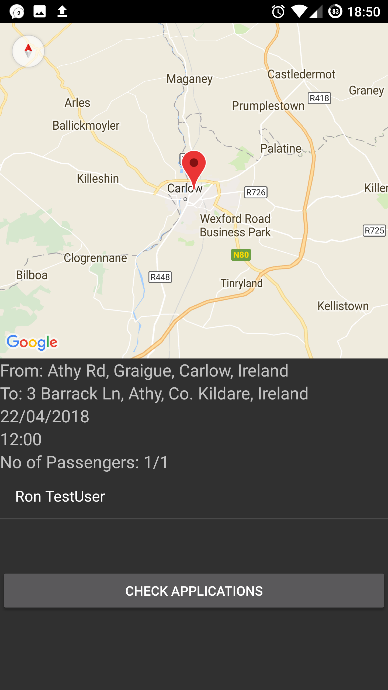 18:50
Castledermot
Maganey
R418
Graney
Arles
Prumplestown
Ballickmoyler
Palatine
Killeshin
Carlow
R726
Killer
Wexford Road
Business Park
R725
Clogrennane
N80
Bilboa
R448
Tinryland
Kellistown
Google
From: Athy Rd, Graigue, Carlow, Ireland
To: 3 Barrack Ln, Athy, Co. Kildare, Ireland
22/04/2018
12:00
No of Passengers: 1/1
Ron TestUser
CHECK APPLICATIONS